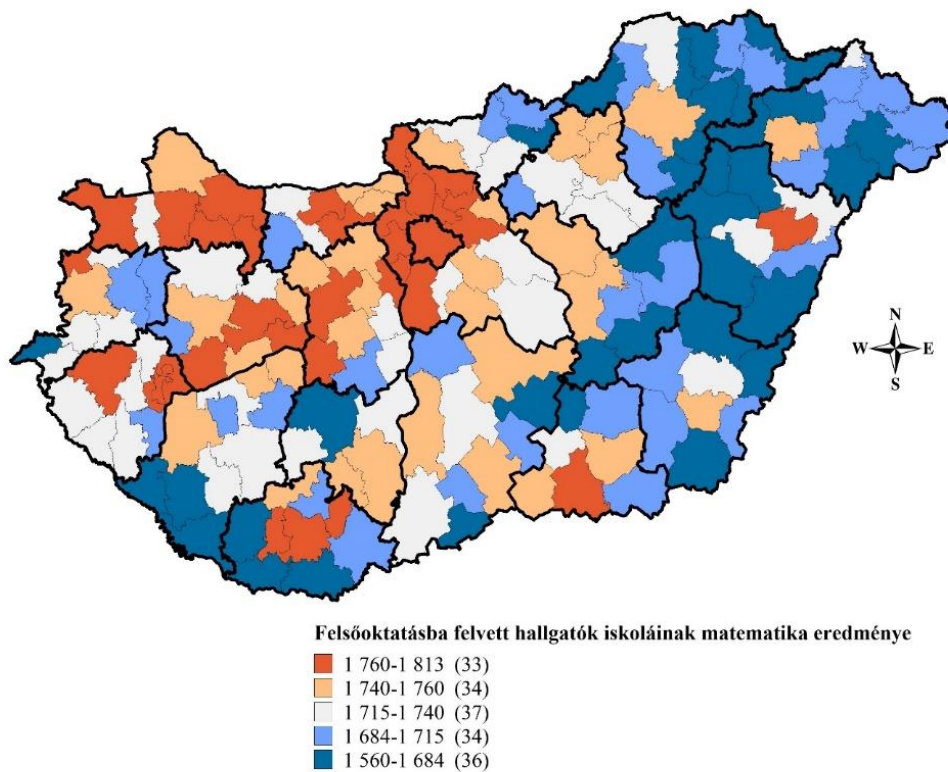 N
W E
S
Felsőoktatásba felvett hallgatók iskoláinak matematika eredménye
1 760-1 813 (33)
1 740-1 760 (34)
1 715-1 740 (37)
1 684-1 715 (34)
1 560-1 684 (36)